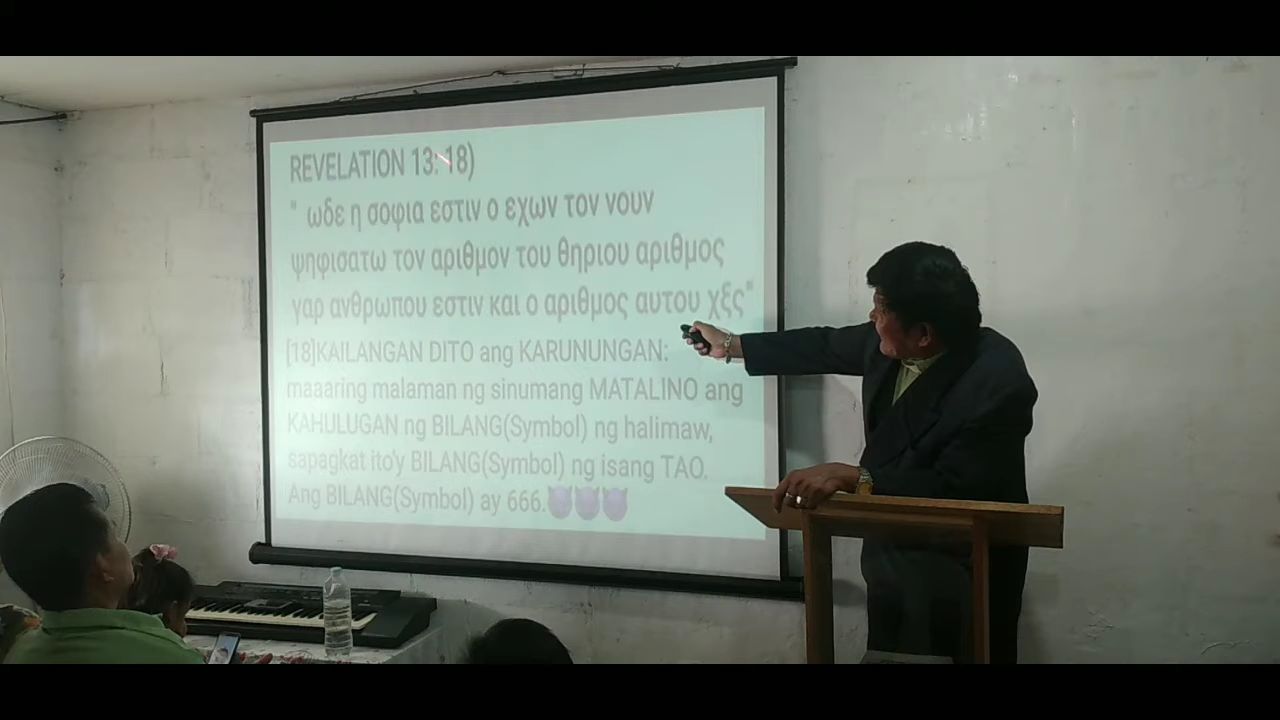 REVELATION 13:18)
" ωδε η σοφια εστιν ο εχων τον νουν
ψηφισατω τον αριθμον του θηριου αριθμος
γαρ ανθρωπου εστιν και ο αριθμος αυτου χξς"
[18]KAILANGAN DITO ang KARUNUNGAN:
maaaring malaman ng sinumang MATALINO ang
KAHULUGAN ng BILANG(Symbol) ng halimaw,
sapagkat ito'y BILANG(Symbol) ng isang TAO.
Ang BILANG(Symbol) ay 666.😈😈😈